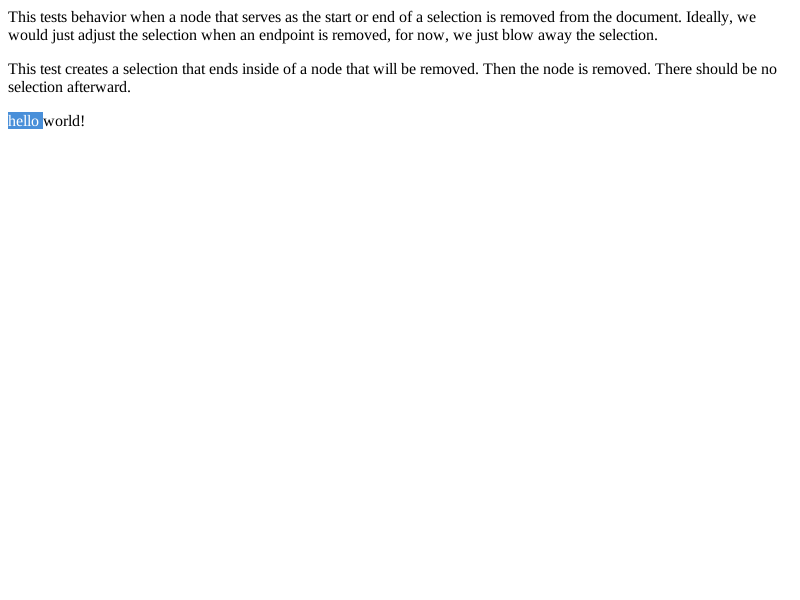 This tests behavior when a node that serves as the start or end of a selection is removed from the document. Ideally, we
would just adjust the selection when an endpoint is removed, for now, we just blow away the selection.
This test creates a selection that ends inside of a node that will be removed. Then the node is removed. There should be no
selection afterward.
hello world!